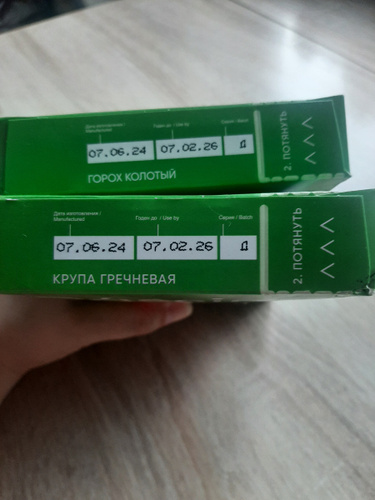 Дата изготовления /
Manufactured
Годен до / Use by
Серия / Batch
07.06.24
07.02.26
Д
ГОРОХ КОЛОТЫЙ
2. ПОТЯНУТЬ
Дата изготовления /
Manufactured
Годен до / Use by
Серия / Batch
07.06.24
07.02.26
Д
КРУПА ГРЕЧНЕВАЯ
2. ПОТЯНУТЬ